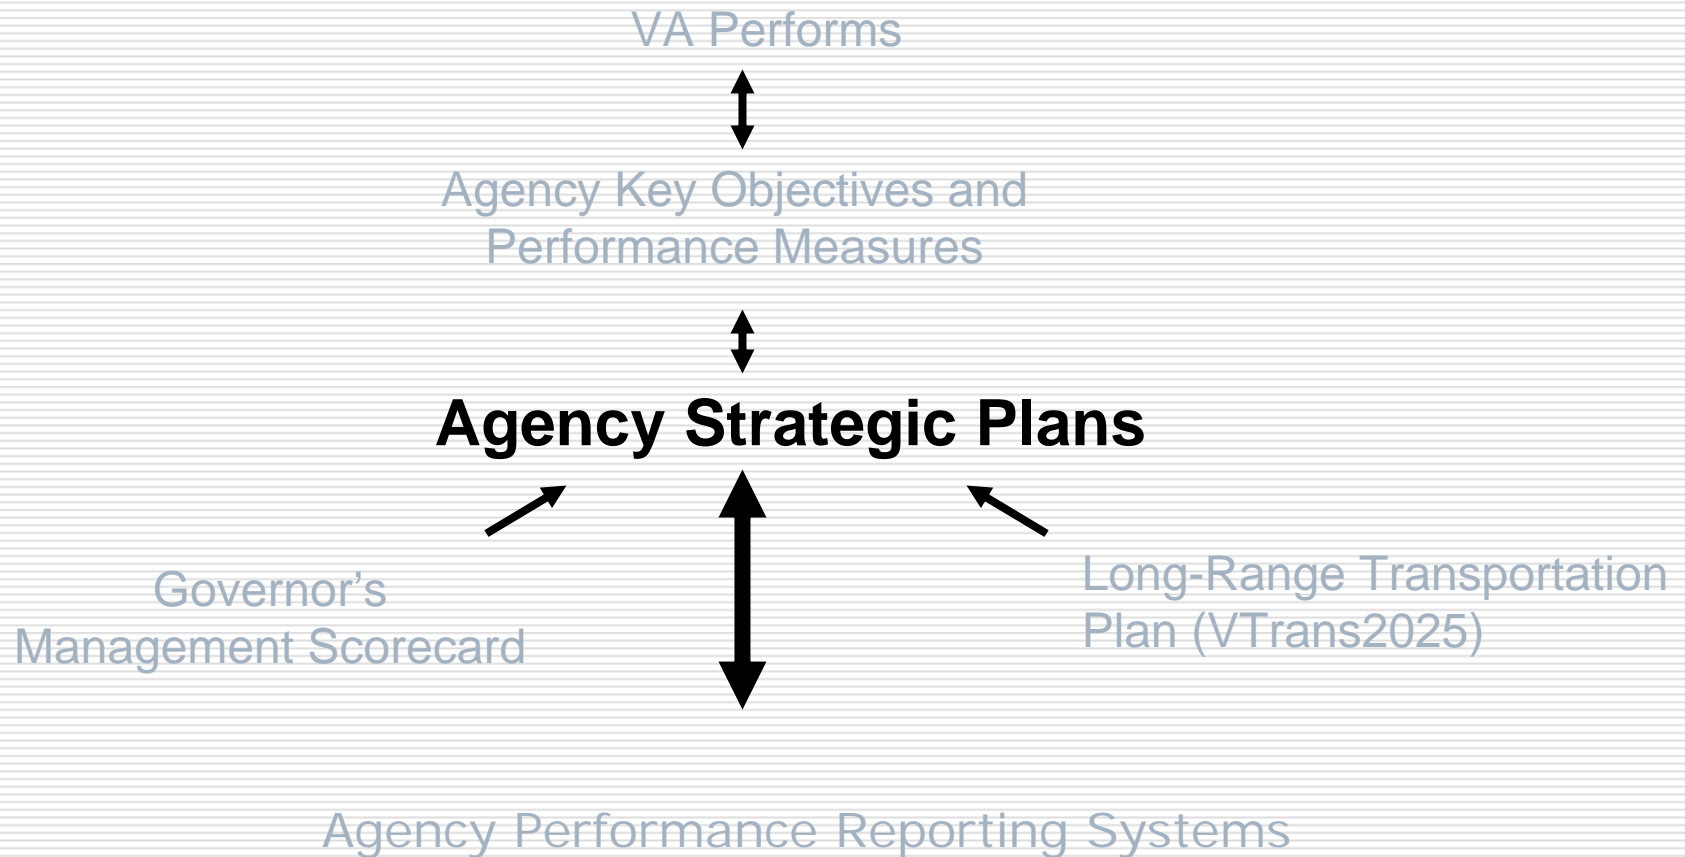 VA Performs
Agency Key Objectives and
Performance Measures
Agency Strategic Plans
Governor’s
Management Scorecard
Long-Range Transportation
Plan (VTrans2025)
Agency Performance Reporting Systems